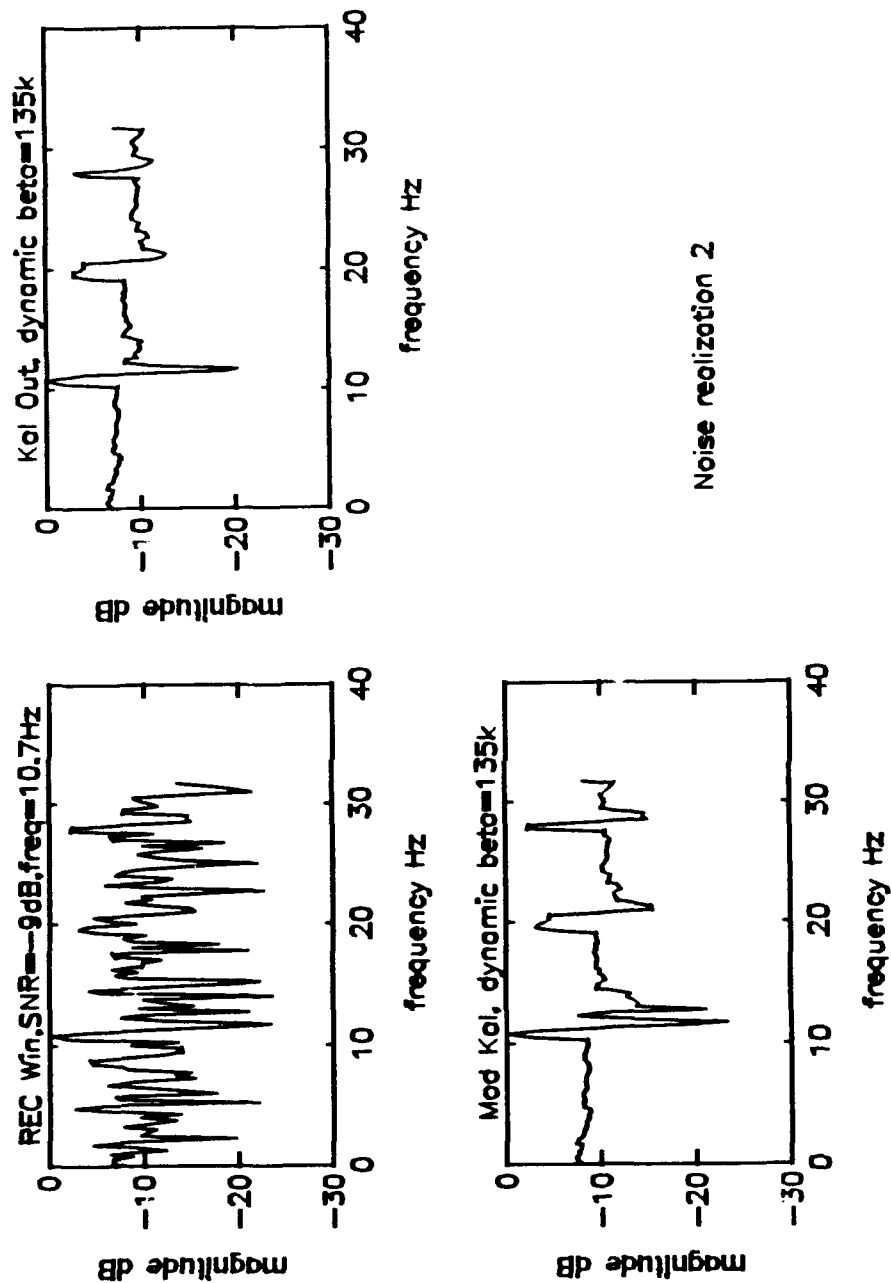 REC Win,SNR=-9dB,freq=10.7Hz
0
-10
-20
-30
magnitude dB
0 10 20 30 40
frequency Hz
Kal Out, dynamic beta=135k
0
-10
-20
-30
magnitude dB
0 10 20 30 40
frequency Hz
Mod Kal, dynamic beta=135k
0
-10
-20
-30
magnitude dB
0 10 20 30 40
frequency Hz
Noise realization 2